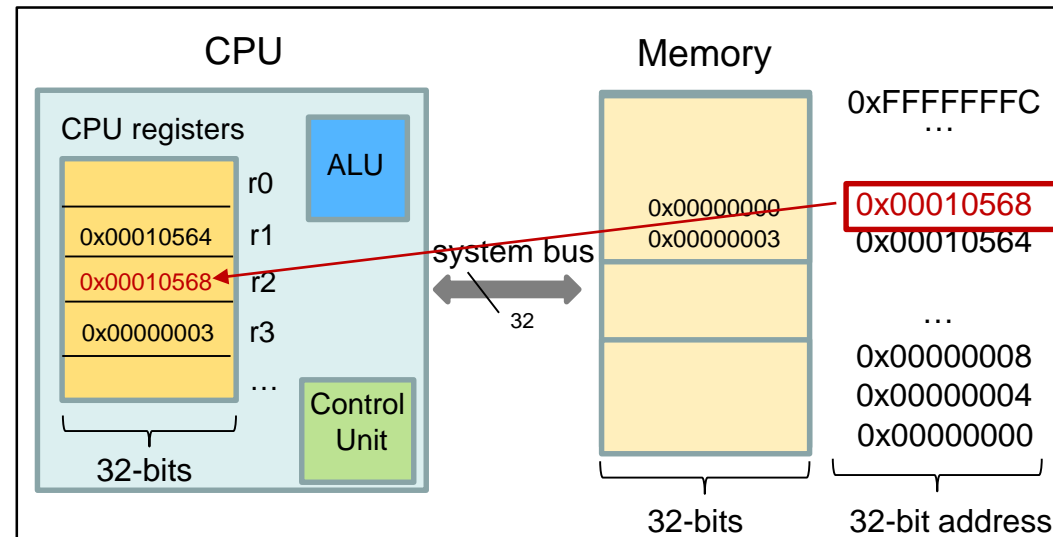 CPU
Memory
CPU registers
ALU
r0
0x00010564 r1
0x00010568 r2
0x00000003 r3
…
Control
Unit
32-bits
system bus
32
0x00000000
0x00000003
32-bits
0xFFFFFFFC
…
0x00010568
0x00010564
…
0x00000008
0x00000004
0x00000000
32-bit address